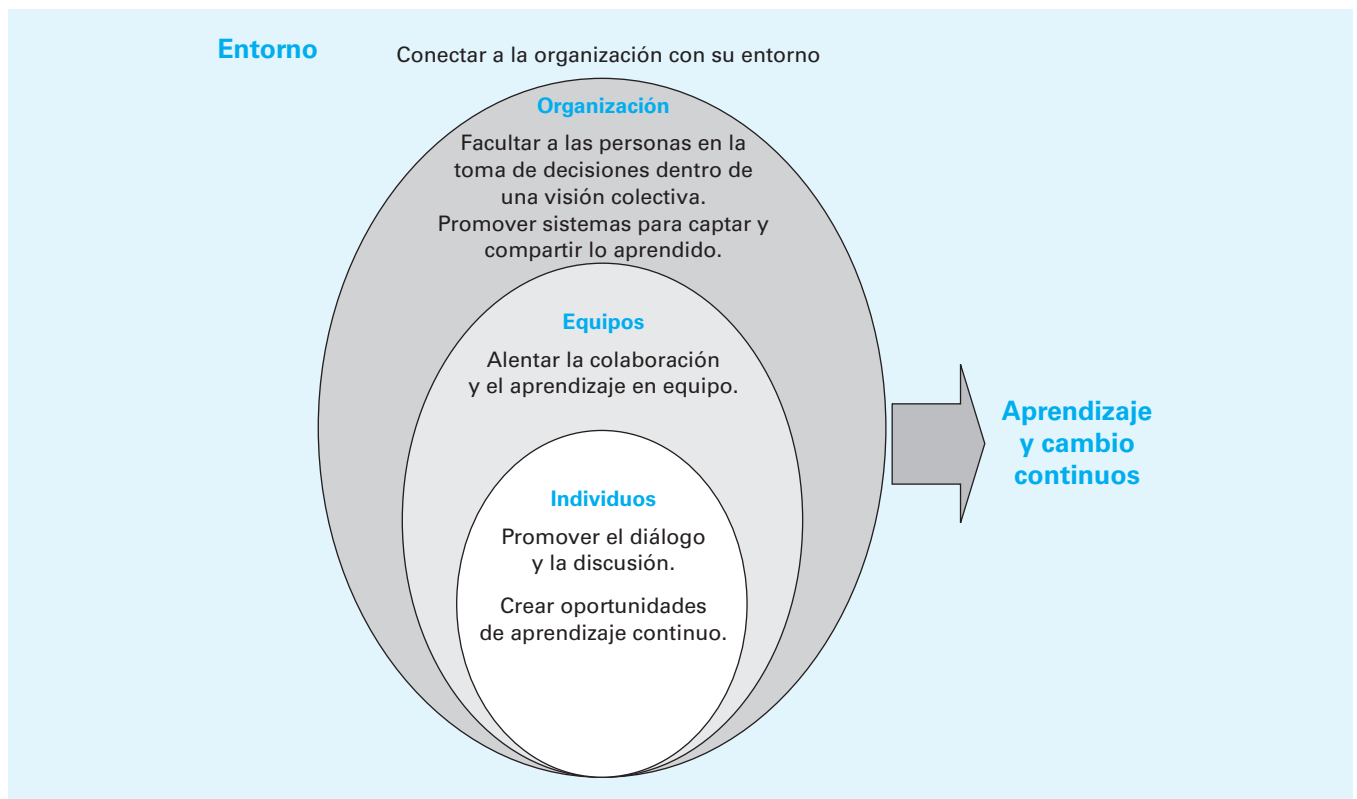 Entorno
Conectar a la organización con su entorno
Organización
Facultar a las personas en la
toma de decisiones dentro de
una visión colectiva.
Promover sistemas para captar y
compartir lo aprendido.
Equipos
Alentar la colaboración
y el aprendizaje en equipo.
Individuos
Promover el diálogo
y la discusión.
Crear oportunidades
de aprendizaje continuo.
Aprendizaje
y cambio
continuos